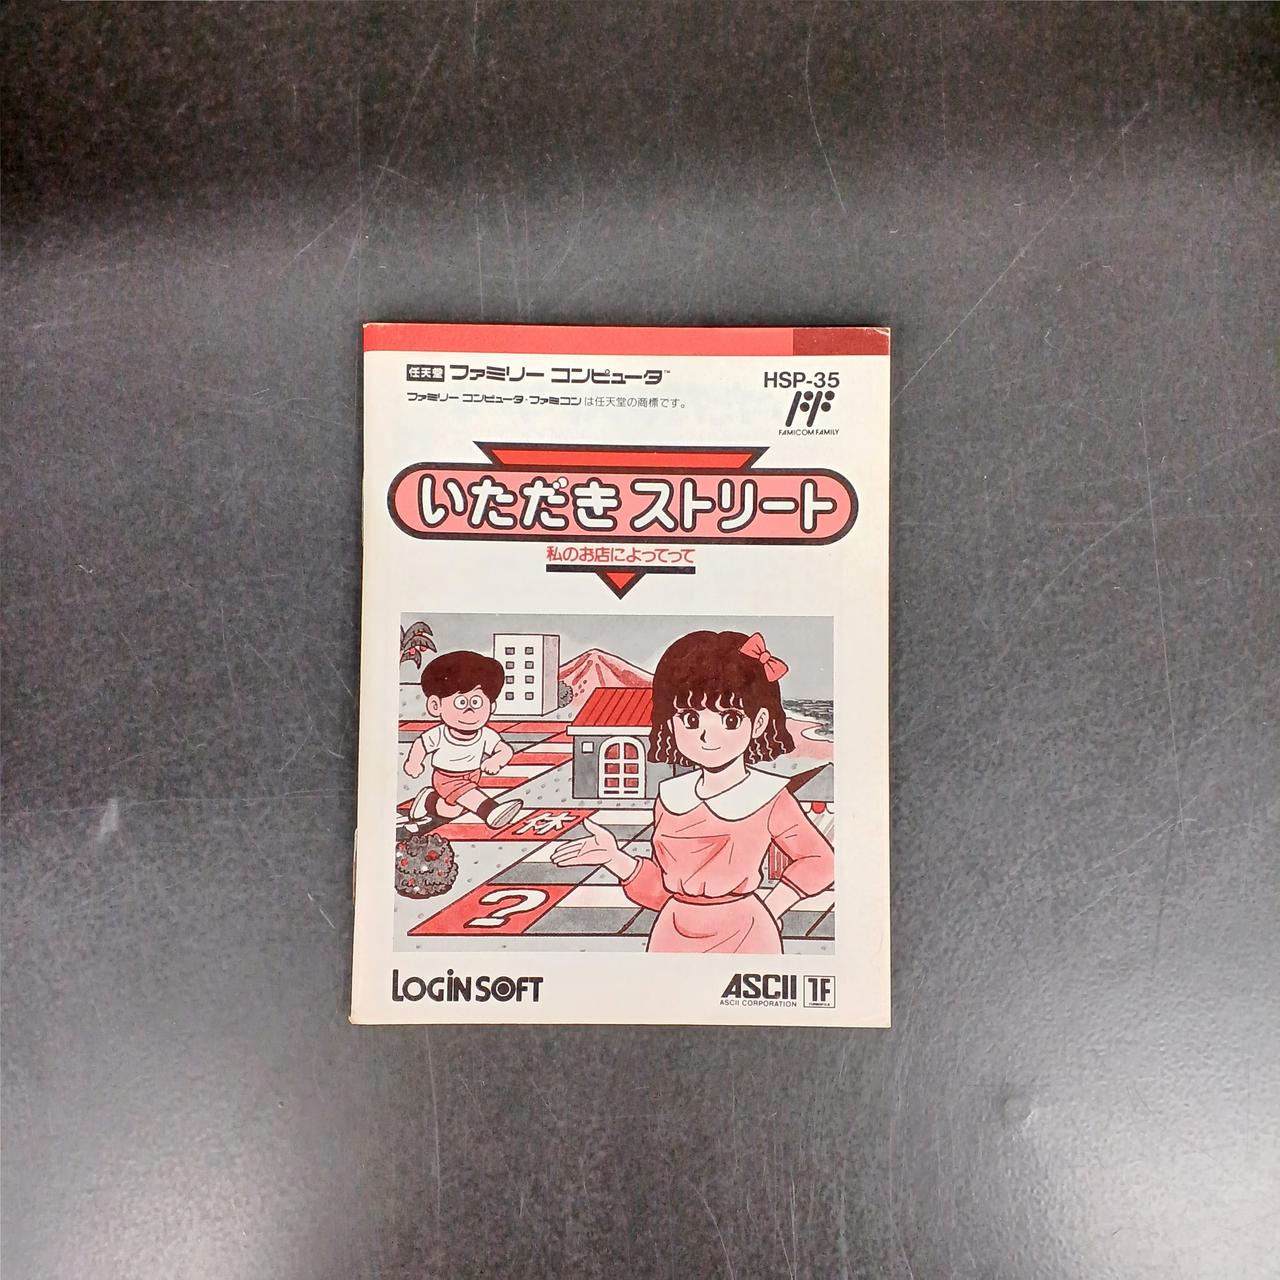 任天堂 ファミリー コンピュータ™
ファミリー コンピュータ・ファミコンは任天堂の商標です。
HSP-35
FF
FAMICOM FAMILY
いただきストリート
私のお店によってって
休
?
LOGiN SOFT
ASCII
ASCII CORPORATION
TF